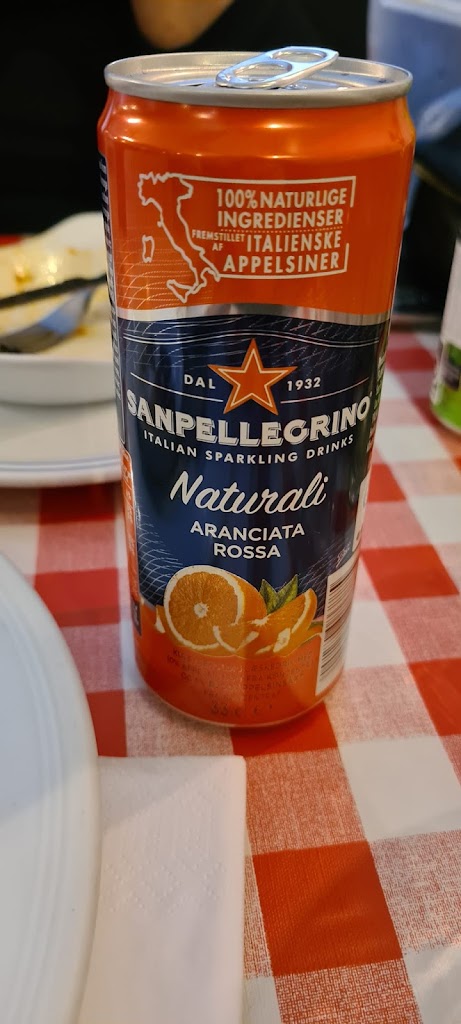 100% NATURLIGE
INGREDIENSER
FREMSTILLET AF ITALIENSKE
APPELSINER
DAL 1932
SANPELLEGRINO
ITALIAN SPARKLING DRINKS
Naturali
ARANCIATA
ROSSA